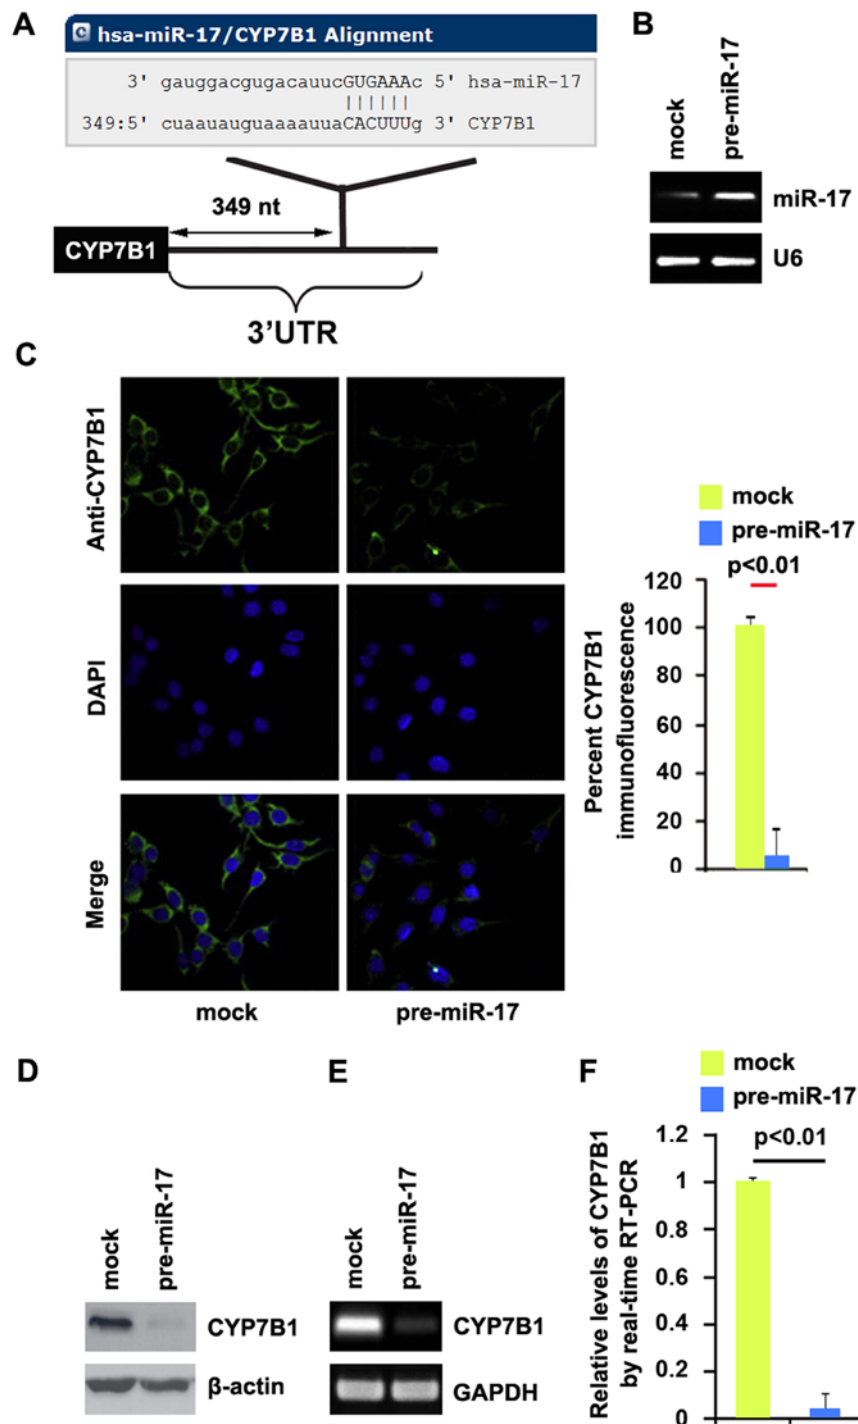 A
c hsa-miR-17/CYP7B1 Alignment
3' gauggacgugacauucGUGAAAc 5' hsa-miR-17
||||||
349:5' cuaauauguaaaauuaCACUUUg 3' CYP7B1
349 nt
CYP7B1
3'UTR
B
mock
pre-miR-17
miR-17
U6
C
Anti-CYP7B1
DAPI
Merge
mock
pre-miR-17
mock
pre-miR-17
p<0.01
Percent CYP7B1
immunofluorescence
120
100
80
60
40
20
0
D
mock
pre-miR-17
CYP7B1
β-actin
E
mock
pre-miR-17
CYP7B1
GAPDH
F
mock
pre-miR-17
p<0.01
Relative levels of CYP7B1
by real-time RT-PCR
1.2
1
0.8
0.6
0.4
0.2
0